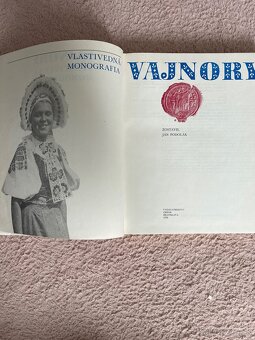 VLASTIVEDNÁ
MONOGRAFIA
VAJNORY
ZOSTAVIL
JÁN PODOLÁK